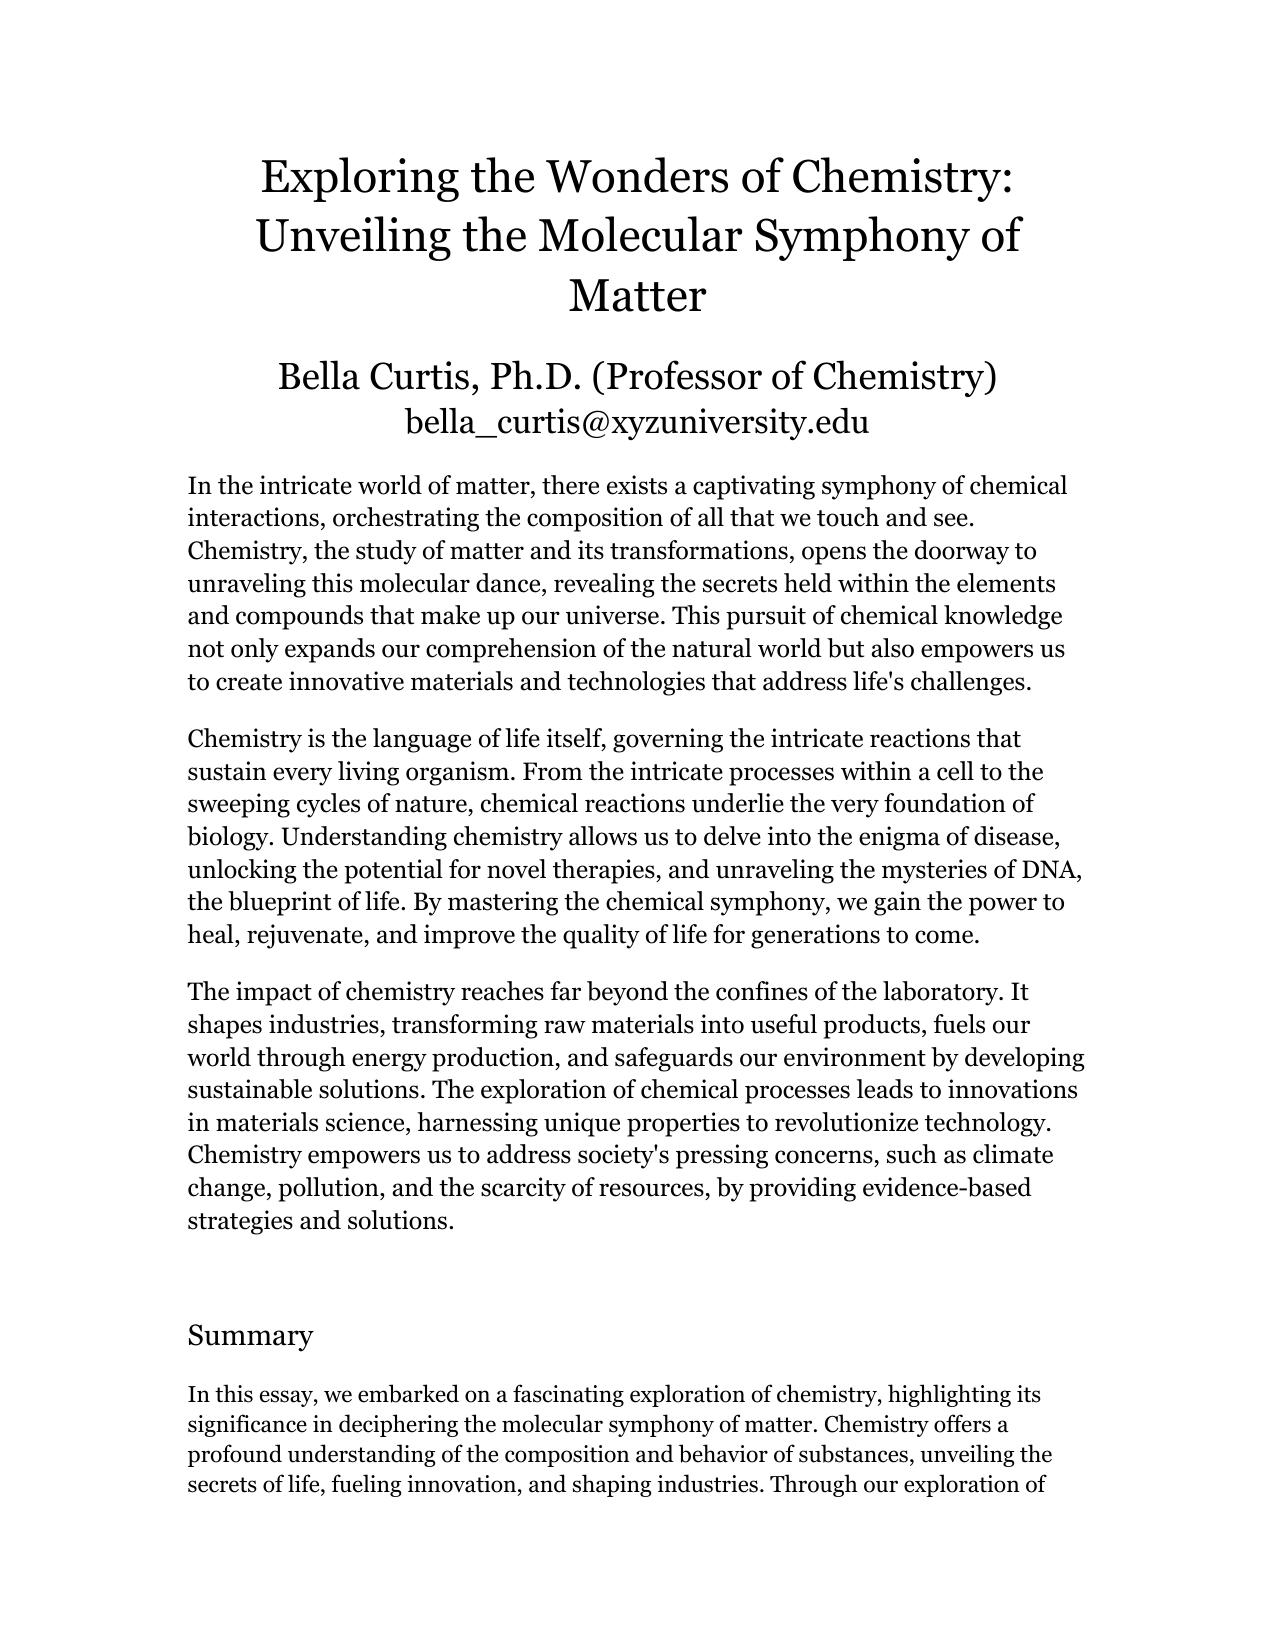 Exploring the Wonders of Chemistry:
Unveiling the Molecular Symphony of
Matter
Bella Curtis, Ph.D. (Professor of Chemistry)
bella_curtis@xyzuniversity.edu
In the intricate world of matter, there exists a captivating symphony of chemical
interactions, orchestrating the composition of all that we touch and see.
Chemistry, the study of matter and its transformations, opens the doorway to
unraveling this molecular dance, revealing the secrets held within the elements
and compounds that make up our universe. This pursuit of chemical knowledge
not only expands our comprehension of the natural world but also empowers us
to create innovative materials and technologies that address life's challenges.
Chemistry is the language of life itself, governing the intricate reactions that
sustain every living organism. From the intricate processes within a cell to the
sweeping cycles of nature, chemical reactions underlie the very foundation of
biology. Understanding chemistry allows us to delve into the enigma of disease,
unlocking the potential for novel therapies, and unraveling the mysteries of DNA,
the blueprint of life. By mastering the chemical symphony, we gain the power to
heal, rejuvenate, and improve the quality of life for generations to come.
The impact of chemistry reaches far beyond the confines of the laboratory. It
shapes industries, transforming raw materials into useful products, fuels our
world through energy production, and safeguards our environment by developing
sustainable solutions. The exploration of chemical processes leads to innovations
in materials science, harnessing unique properties to revolutionize technology.
Chemistry empowers us to address society's pressing concerns, such as climate
change, pollution, and the scarcity of resources, by providing evidence-based
strategies and solutions.
Summary
In this essay, we embarked on a fascinating exploration of chemistry, highlighting its
significance in deciphering the molecular symphony of matter. Chemistry offers a
profound understanding of the composition and behavior of substances, unveiling the
secrets of life, fueling innovation, and shaping industries. Through our exploration of